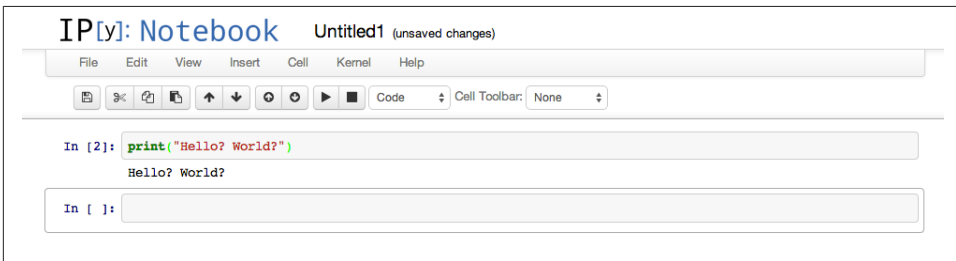 IP[y]: Notebook Untitled1 (unsaved changes)
File Edit View Insert Cell Kernel Help
Code Cell Toolbar: None
In [2]: print("Hello? World?")
Hello? World?
In [ ]: